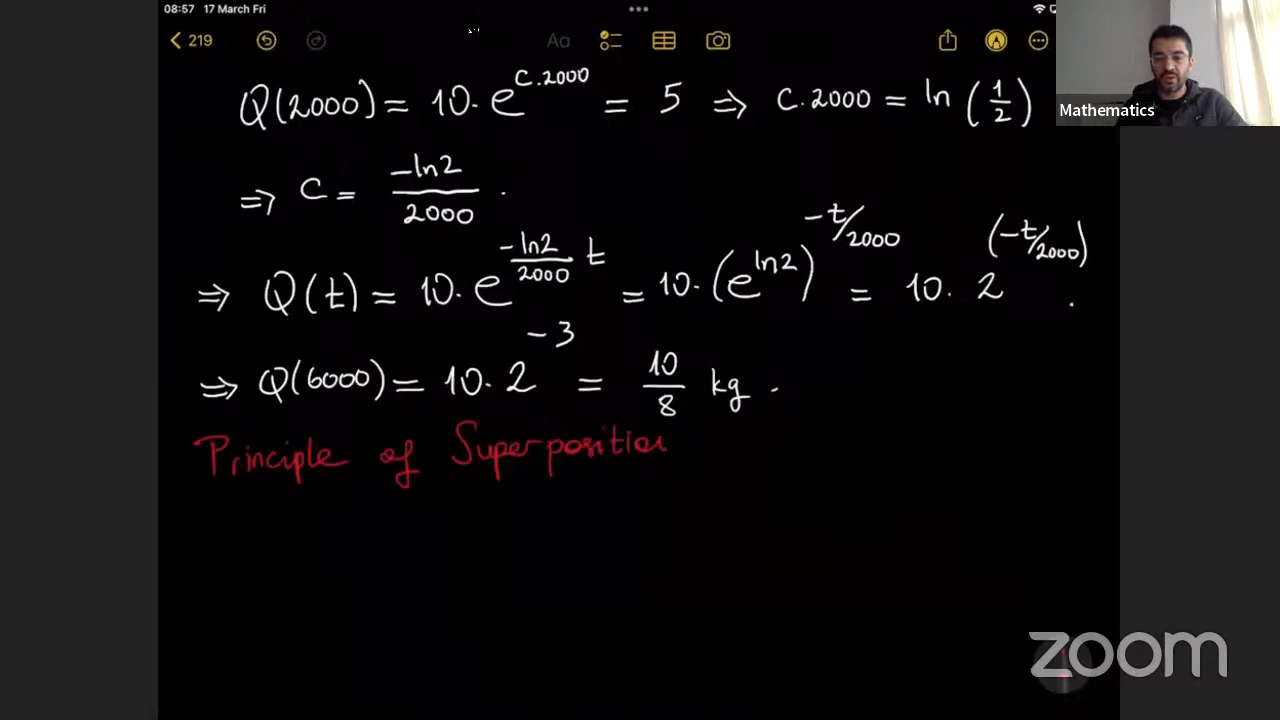 08:57 17 March Fri
219
Aa
Mathematics
Q(2000) = 10. e^{c.2000} = 5 ⇒ c.2000 = ln (1/2)
⇒ c = -ln2/2000 .
⇒ Q(t) = 10. e^{-ln2/2000 t} = 10. (e^{ln2})^{-t/2000} = 10. 2^{(-t/2000)} .
⇒ Q(6000) = 10. 2^{-3} = 10/8 kg .
Principle of Superposition
zoom